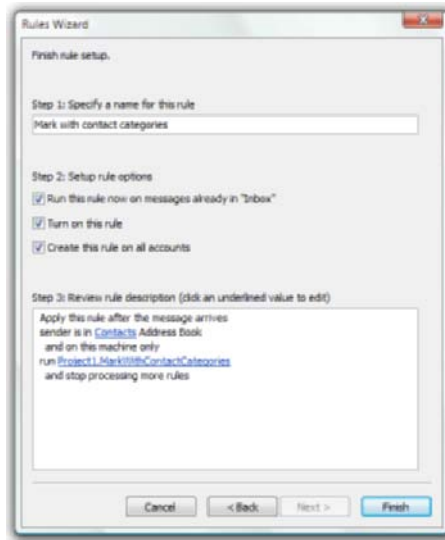 Rules Wizard
Finish rule setup.
Step 1: Specify a name for this rule
Mark with contact categories
Step 2: Setup rule options
Run this rule now on messages already in "Inbox"
Turn on this rule
Create this rule on all accounts
Step 3: Review rule description (click an underlined value to edit)
Apply this rule after the message arrives
sender is in Contacts Address Book
and on this machine only
run Project1.MarkWithContactCategories
and stop processing more rules
Cancel
< Back
Next >
Finish